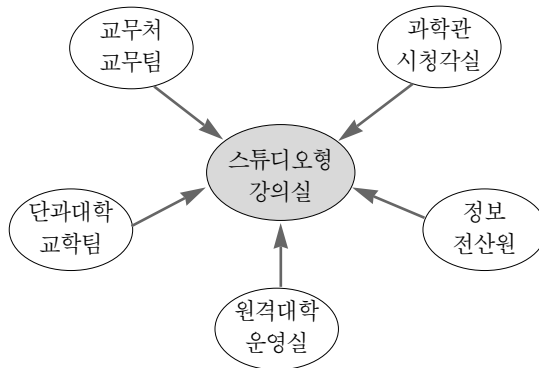 교무처
교무팀
과학관
시청각실
스튜디오형
강의실
단과대학
교학팀
정보
전산원
원격대학
운영실